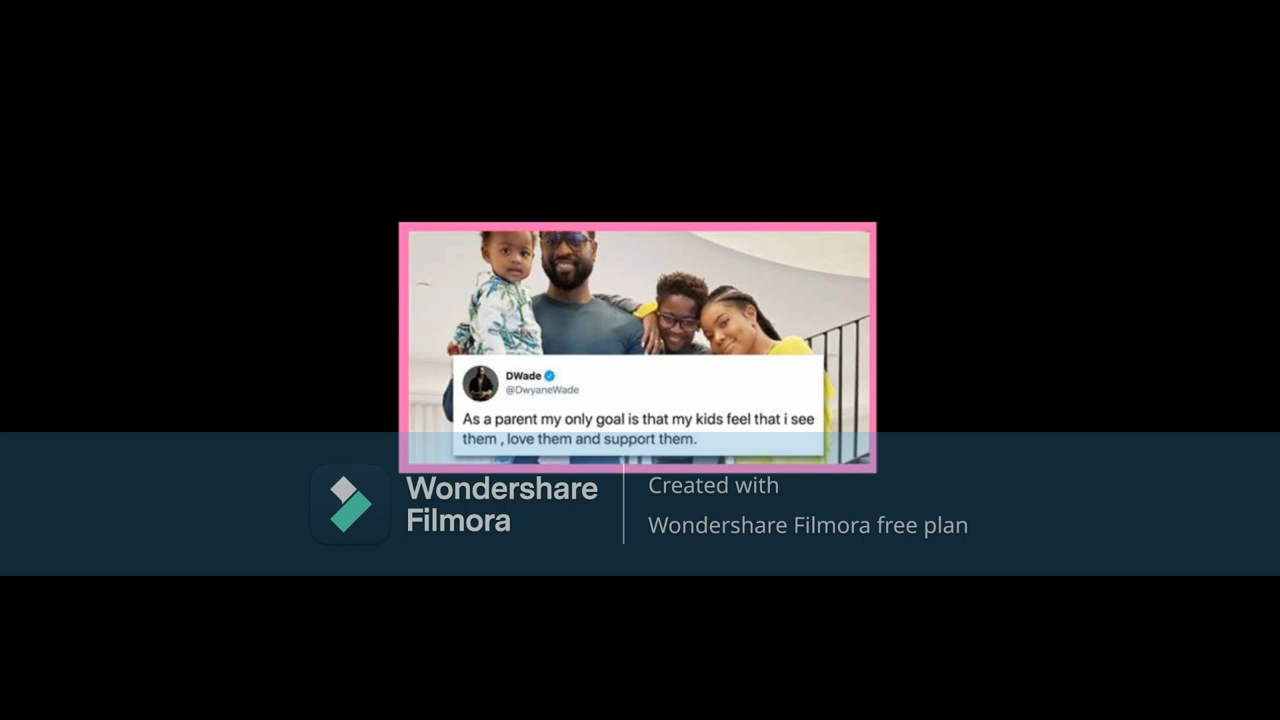 DWade
@DwyaneWade
As a parent my only goal is that my kids feel that i see
them , love them and support them.
Wondershare
Filmora
Created with
Wondershare Filmora free plan